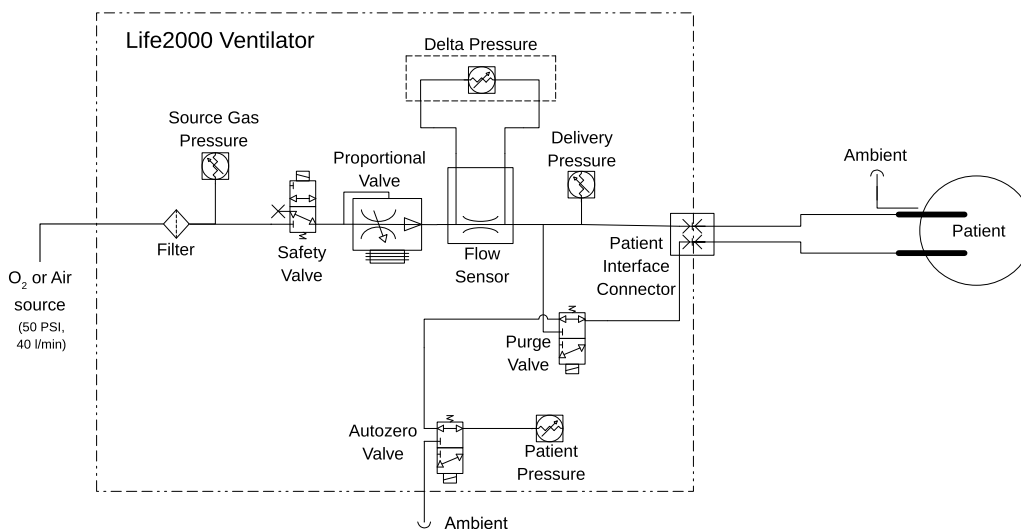 Life2000 Ventilator
Delta Pressure
Source Gas
Pressure
Delivery
Pressure
Proportional
Valve
Ambient
Patient
Filter
Safety
Valve
Flow
Sensor
Patient
Interface
Connector
O2 or Air
source
(50 PSI,
40 l/min)
Purge
Valve
Autozero
Valve
Patient
Pressure
Ambient